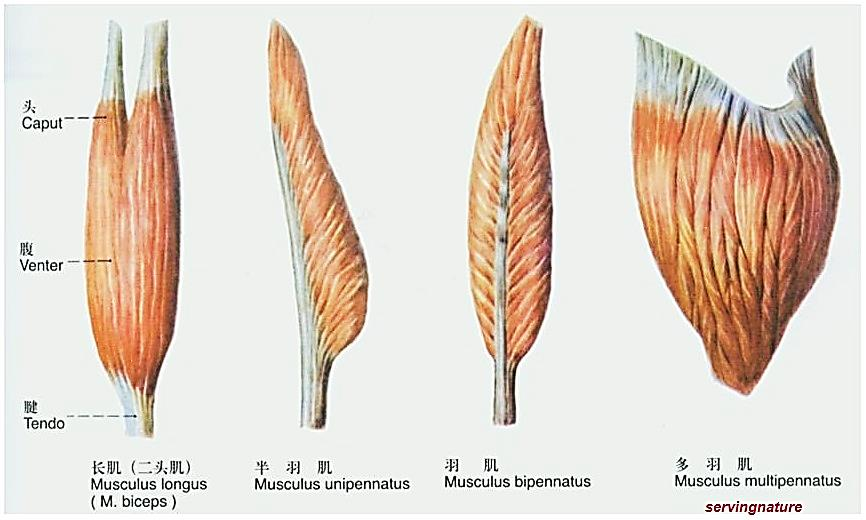 头
Caput
腹
Venter
腱
Tendo
长肌(二头肌)
Musculus longus
( M. biceps )
半 羽 肌
Musculus unipennatus
羽 肌
Musculus bipennatus
多 羽 肌
Musculus multipennatus
servingnature